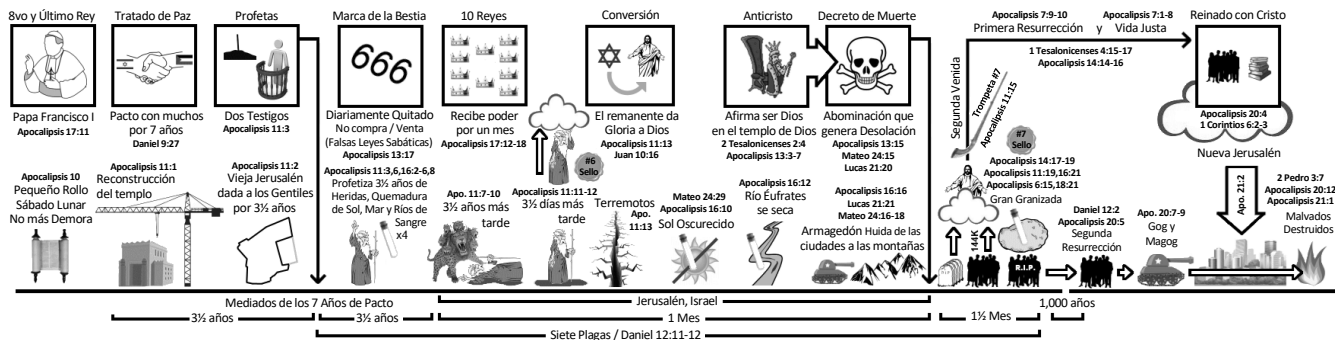 8vo y Último Rey
Papa Francisco I
Apocalipsis 17:11
Apocalipsis 10
Pequeño Rollo
Sábado Lunar
No más Demora
Tratado de Paz
Pacto con muchos
por 7 años
Daniel 9:27
Apocalipsis 11:1
Reconstrucción
del templo
Profetas
Dos Testigos
Apocalipsis 11:3
Apocalipsis 11:2
Vieja Jerusalén
dada a los Gentiles
por 3½ años
Marca de la Bestia
666
Diariamente Quitado
No compra / Venta
(Falsas Leyes Sabáticas)
Apocalipsis 13:17
Apocalipsis 11:3,6,16:2-6,8
Profetiza 3½ años de
Heridas, Quemadura
de Sol, Mar y Ríos de
Sangre
x4
10 Reyes
Recibe poder
por un mes
Apocalipsis 17:12-18
Apo. 11:7-10
3½ años más
tarde
#6
Sello
Apocalipsis 11:11-12
3½ días más
tarde
Conversión
El remanente da
Gloria a Dios
Apocalipsis 11:13
Juan 10:16
Terremotos
Apo.
11:13
Mateo 24:29
Apocalipsis 16:10
Sol Oscurecido
Anticristo
Afirma ser Dios
en el templo de Dios
2 Tesalonicenses 2:4
Apocalipsis 13:3-7
Apocalipsis 16:12
Río Éufrates
se seca
Decreto de Muerte
Abominación que
genera Desolación
Apocalipsis 13:15
Mateo 24:15
Lucas 21:20
Apocalipsis 16:16
Lucas 21:21
Mateo 24:16-18
Armagedón Huida de las
ciudades a las montañas
Segunda Venida
Trompeta #7
Apocalipsis 11:15
Apocalipsis 7:9-10
Primera Resurrección
y
Apocalipsis 7:1-8
Vida Justa
1 Tesalonicenses 4:15-17
Apocalipsis 14:14-16
#7
Sello
Apocalipsis 14:17-19
Apocalipsis 11:19,16:21
Apocalipsis 6:15,18:21
Gran Granizada
144K
R.I.P.
Daniel 12:2
Apocalipsis 20:5
Segunda
Resurrección
Apo. 20:7-9
Gog y
Magog
Reinado con Cristo
Apocalipsis 20:4
1 Corintios 6:2-3
Nueva Jerusalén
Apo. 21:2
2 Pedro 3:7
Apocalipsis 20:12
Apocalipsis 21:1
Malvados
Destruidos
Mediados de los 7 Años de Pacto
Jerusalén, Israel
1,000 años
3½ años
3½ años
1 Mes
1½ Mes
Siete Plagas / Daniel 12:11-12